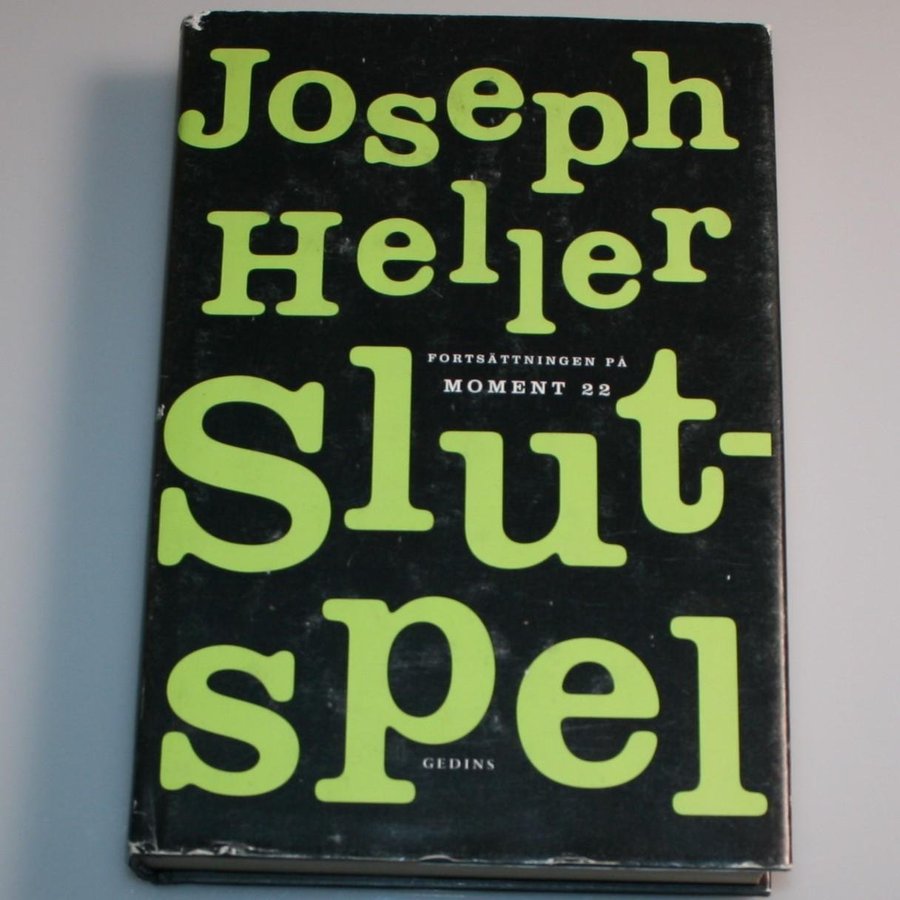 Joseph
Heller
FORTSÄTTNINGEN PÅ
MOMENT 22
Slut-
spel
GEDINS